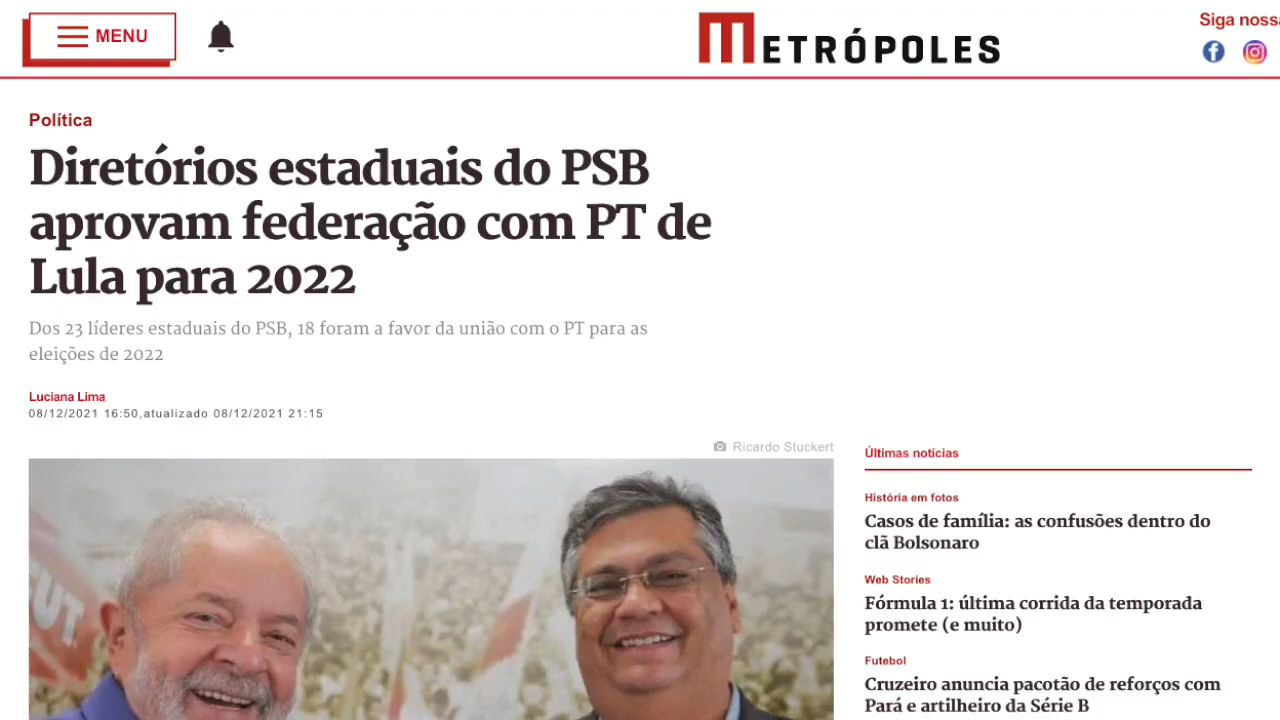 MENU
METRÓPOLES
Siga noss
Política
Diretórios estaduais do PSB
aprovam federação com PT de
Lula para 2022
Dos 23 líderes estaduais do PSB, 18 foram a favor da união com o PT para as
eleições de 2022
Luciana Lima
08/12/2021 16:50,atualizado 08/12/2021 21:15
Ricardo Stuckert
CUT
Últimas notícias
História em fotos
Casos de família: as confusões dentro do
clã Bolsonaro
Web Stories
Fórmula 1: última corrida da temporada
promete (e muito)
Futebol
Cruzeiro anuncia pacotão de reforços com
Pará e artilheiro da Série B